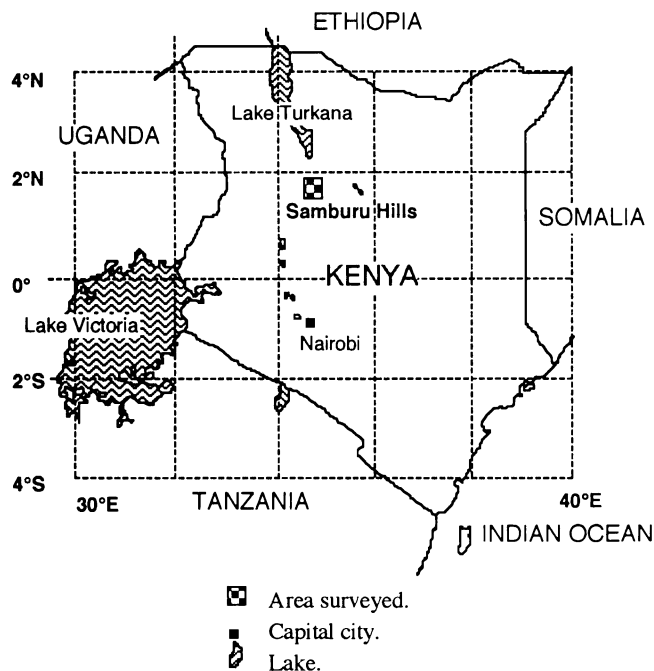 ETHIOPIA
4°N
Lake Turkana
UGANDA
2°N
Samburu Hills
SOMALIA
0°
KENYA
Lake Victoria
Nairobi
2°S
4°S
30°E
TANZANIA
40°E
INDIAN OCEAN
Area surveyed.
Capital city.
Lake.